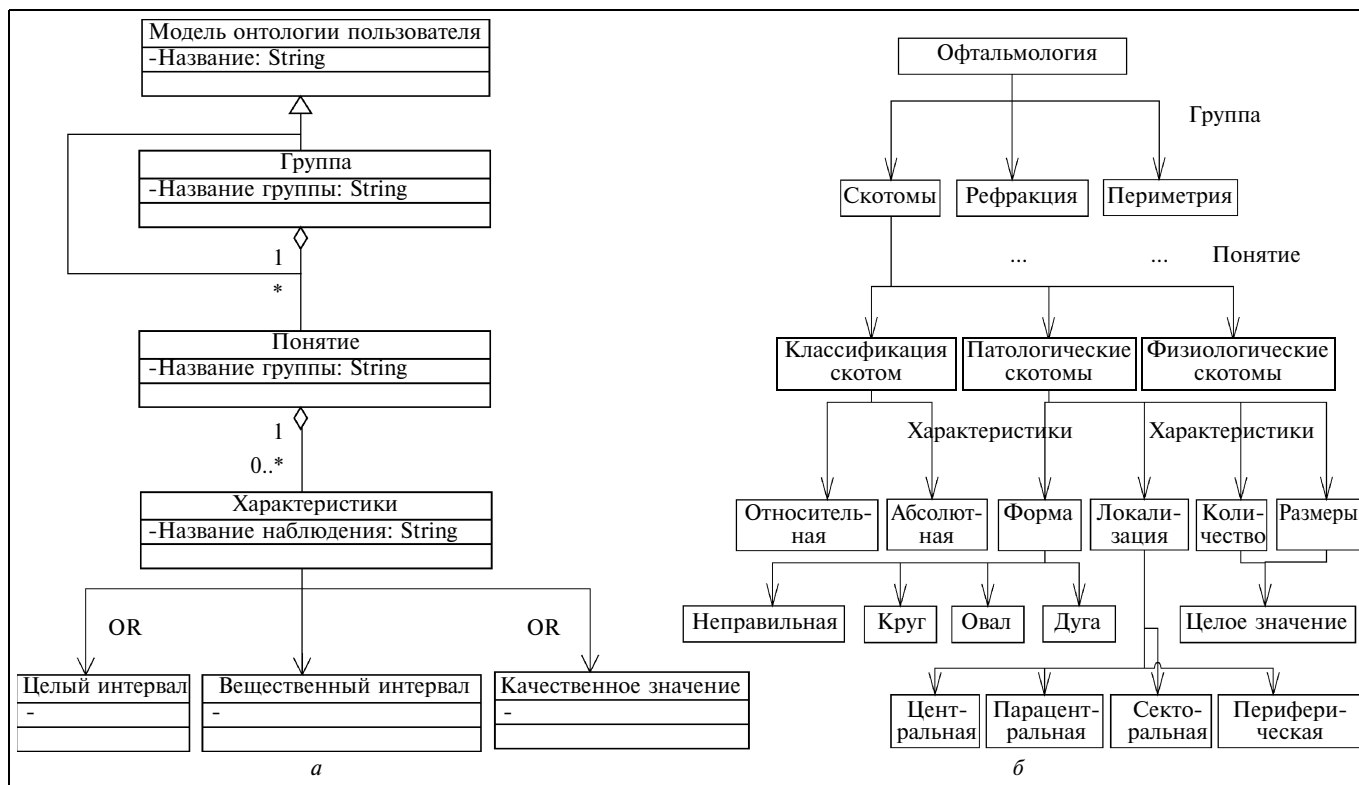 Модель онтологии пользователя
-Название: String
Группа
-Название группы: String
1
*
Понятие
-Название группы: String
1
0..*
Характеристики
-Название наблюдения: String
OR
OR
Целый интервал
-
Вещественный интервал
-
Качественное значение
-
а
Офтальмология
Группа
Скотомы
Рефракция
Периметрия
...
...
Понятие
Классификация
скотом
Патологические
скотомы
Физиологические
скотомы
Характеристики
Характеристики
Относитель-
ная
Абсолют-
ная
Форма
Локали-
зация
Коли-
чество
Размеры
Неправильная
Круг
Овал
Дуга
Целое значение
Цент-
ральная
Парацент-
ральная
Секто-
ральная
Перифери-
ческая
б